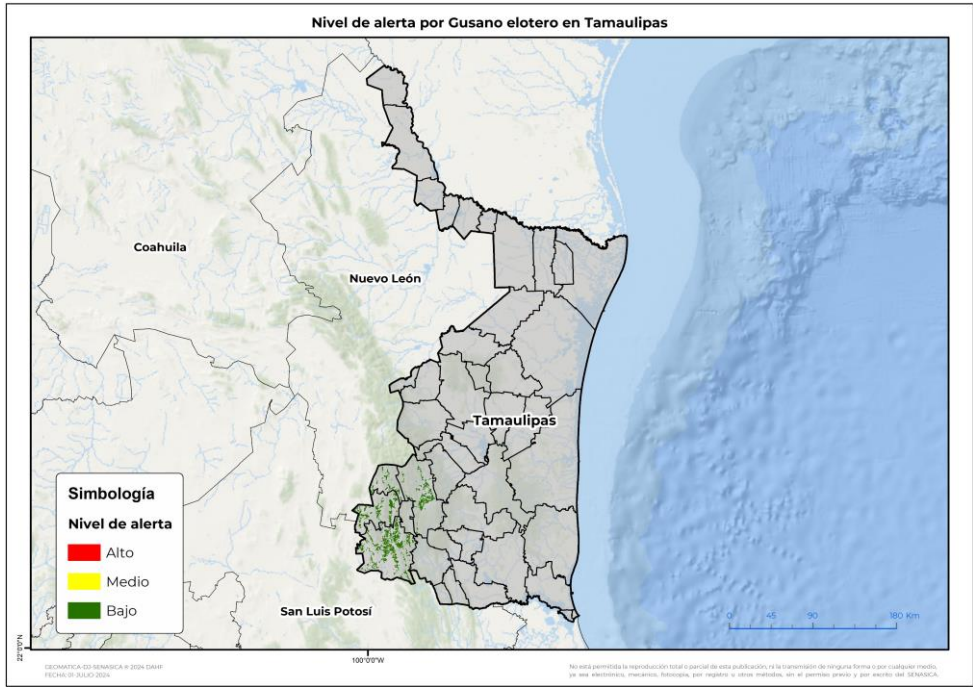 Nivel de alerta por Gusano elotero en Tamaulipas
Coahuila
Nuevo León
Tamaulipas
San Luis Potosí
Simbología
Nivel de alerta
Alto
Medio
Bajo
0 45 90 180 Km
22°0'0"N
100°0'0"W
GEOMATICA-DJ-SENASICA © 2024 DAHF
FECHA: 01 JULIO 2024
No está permitida la reproducción total o parcial de esta publicación, ni la transmisión de ninguna forma o por cualquier medio,
ya sea electrónico, mecánico, fotocopia, por registro u otros métodos, sin el permiso previo y por escrito del SENASICA.